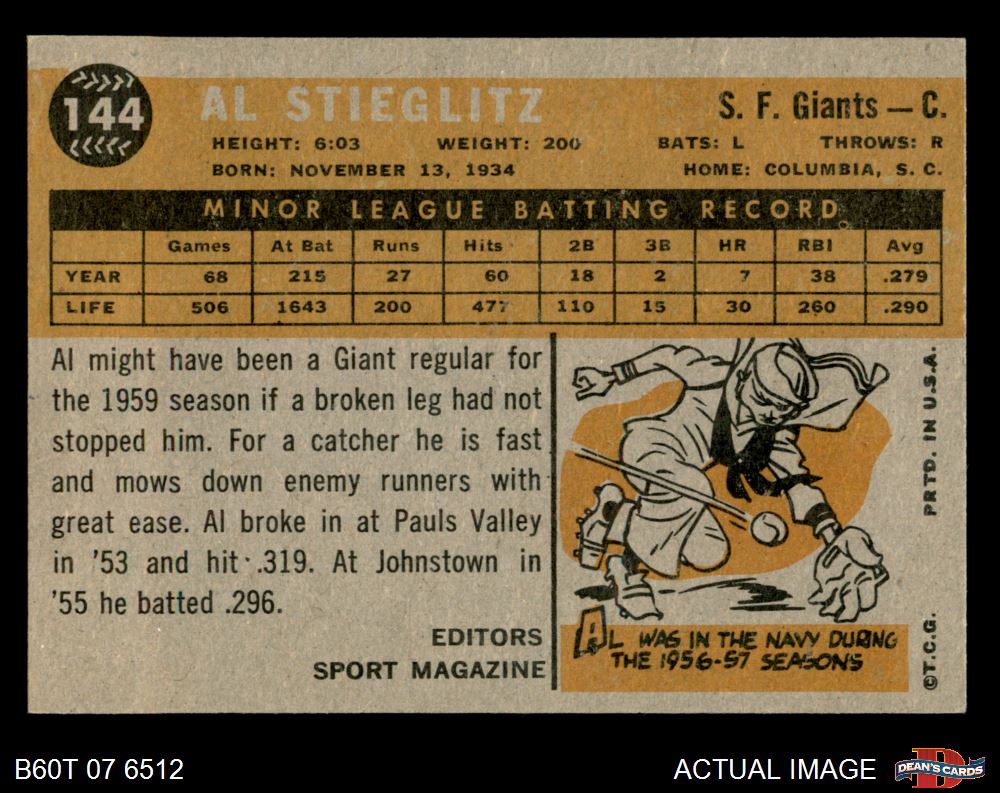 144
AL STIEGLITZ
S. F. Giants — C.
HEIGHT: 6:03 WEIGHT: 200 BATS: L THROWS: R
BORN: NOVEMBER 13, 1934 HOME: COLUMBIA, S. C.
MINOR LEAGUE BATTING RECORD
Games At Bat Runs Hits 2B 3B HR RBI Avg
YEAR 68 215 27 60 18 2 7 38 .279
LIFE 506 1643 200 477 110 15 30 260 .290
Al might have been a Giant regular for
the 1959 season if a broken leg had not
stopped him. For a catcher he is fast
and mows down enemy runners with
great ease. Al broke in at Pauls Valley
in '53 and hit .319. At Johnstown in
'55 he batted .296.
EDITORS
SPORT MAGAZINE
AL WAS IN THE NAVY DURING
THE 1956-57 SEASONS
PRTD. IN U.S.A.
©T.C.G.
B60T 07 6512
ACTUAL IMAGE
DEAN'S CARDS